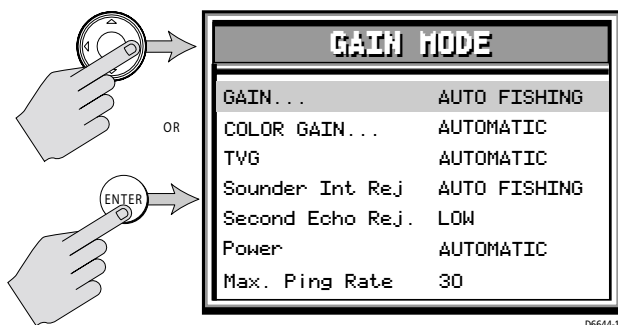 GAIN MODE
GAIN... AUTO FISHING
OR
COLOR GAIN... AUTOMATIC
TVG AUTOMATIC
Sounder Int Rej AUTO FISHING
ENTER
Second Echo Rej. LOW
Power AUTOMATIC
Max. Ping Rate 30
D6644-1